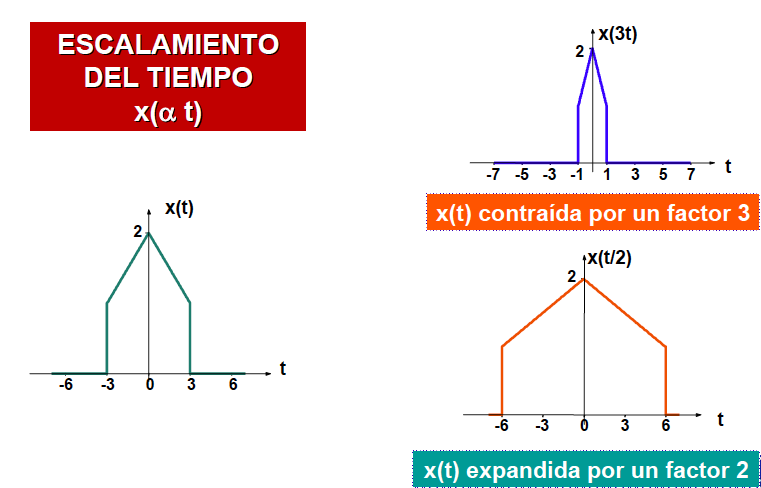 ESCALAMIENTO
DEL TIEMPO
x(α t)
x(t)
2
t
-6 -3 0 3 6
x(3t)
2
t
-7 -5 -3 -1 1 3 5 7
x(t) contraída por un factor 3
x(t/2)
2
t
-6 -3 0 3 6
x(t) expandida por un factor 2